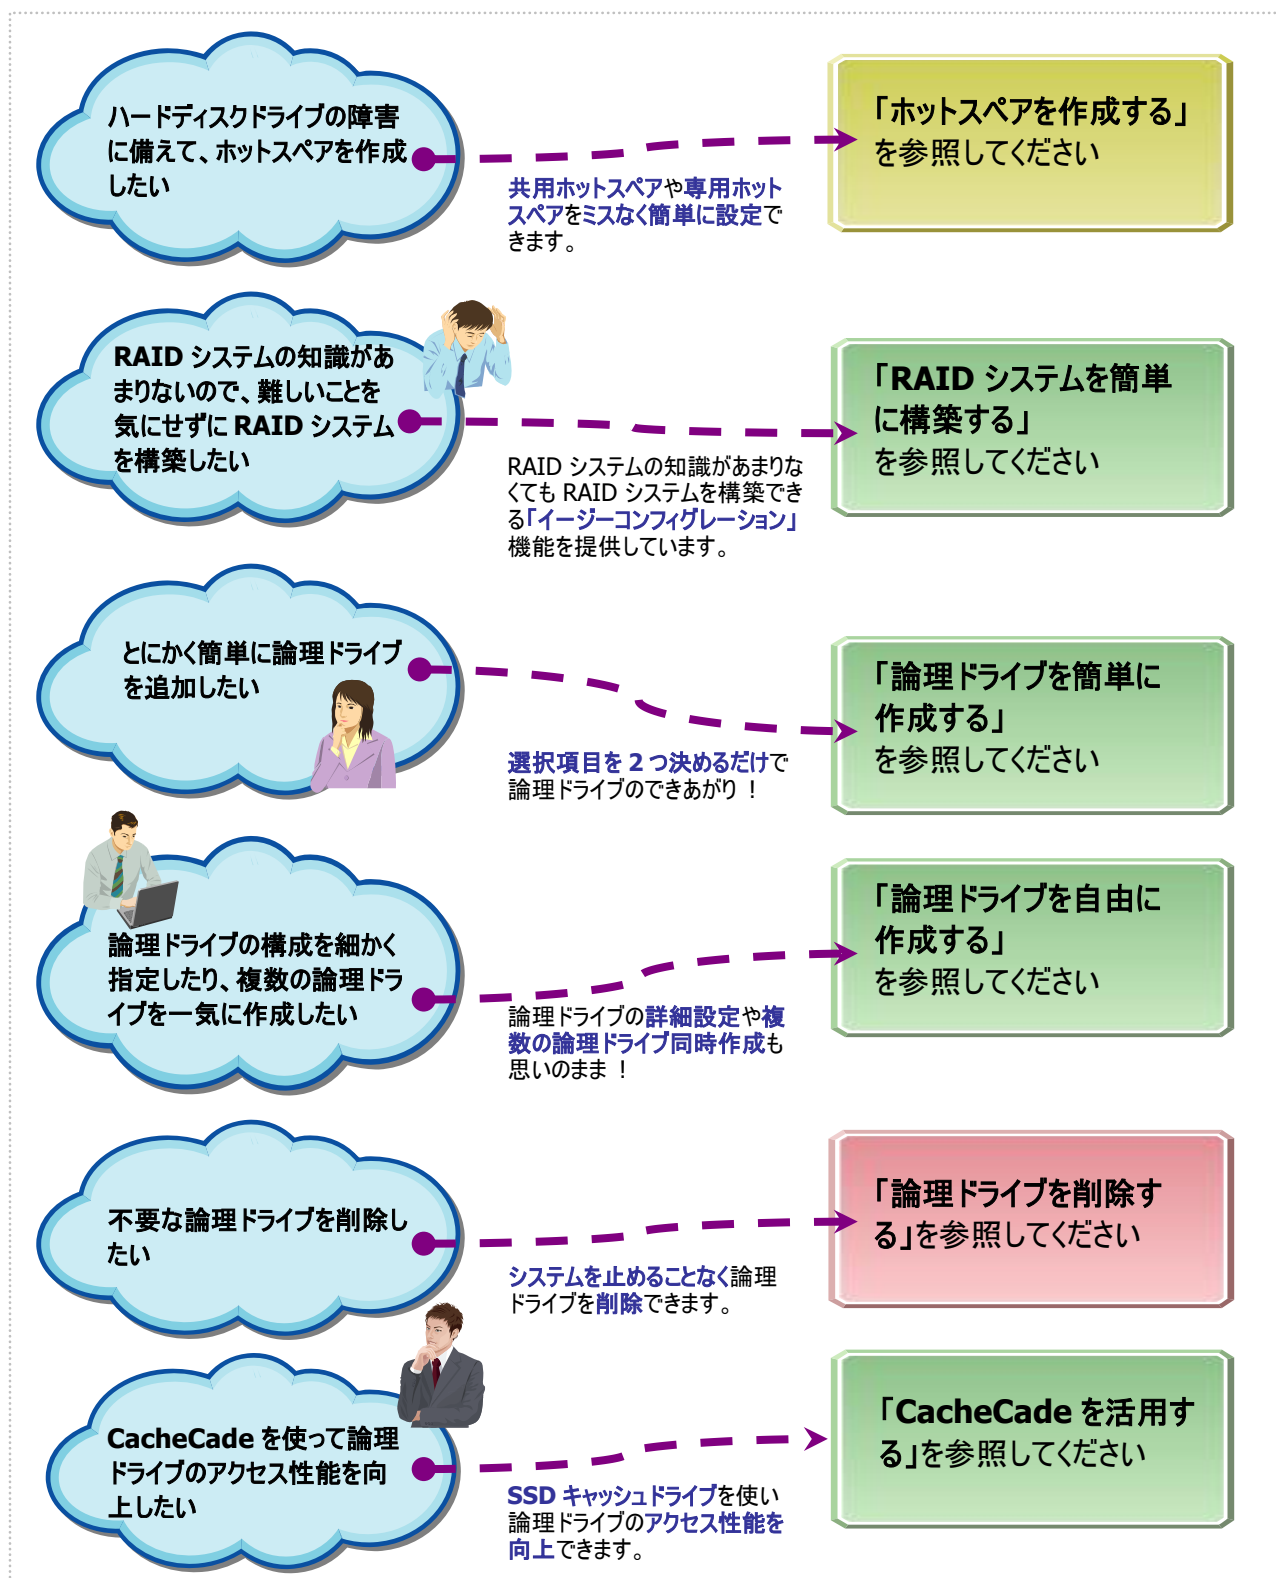 ハードディスクドライブの障害
に備えて、ホットスペアを作成
したい
共用ホットスペアや専用ホット
スペアをミスなく簡単に設定で
きます。
「ホットスペアを作成する」
を参照してください
RAID システムの知識があ
まりないので、難しいことを
気にせずに RAID システム
を構築したい
RAID システムの知識があまりな
くても RAID システムを構築でき
る「イージーコンフィグレーション」
機能を提供しています。
「RAID システムを簡単
に構築する」
を参照してください
とにかく簡単に論理ドライブ
を追加したい
選択項目を 2 つ決めるだけで
論理ドライブのできあがり！
「論理ドライブを簡単に
作成する」
を参照してください
論理ドライブの構成を細かく
指定したり、複数の論理ドラ
イブを一気に作成したい
論理ドライブの詳細設定や複
数の論理ドライブ同時作成も
思いのまま！
「論理ドライブを自由に
作成する」
を参照してください
不要な論理ドライブを削除し
たい
システムを止めることなく論理
ドライブを削除できます。
「論理ドライブを削除す
る」を参照してください
CacheCade を使って論理
ドライブのアクセス性能を向
上したい
SSD キャッシュドライブを使い
論理ドライブのアクセス性能を
向上できます。
「CacheCade を活用す
る」を参照してください